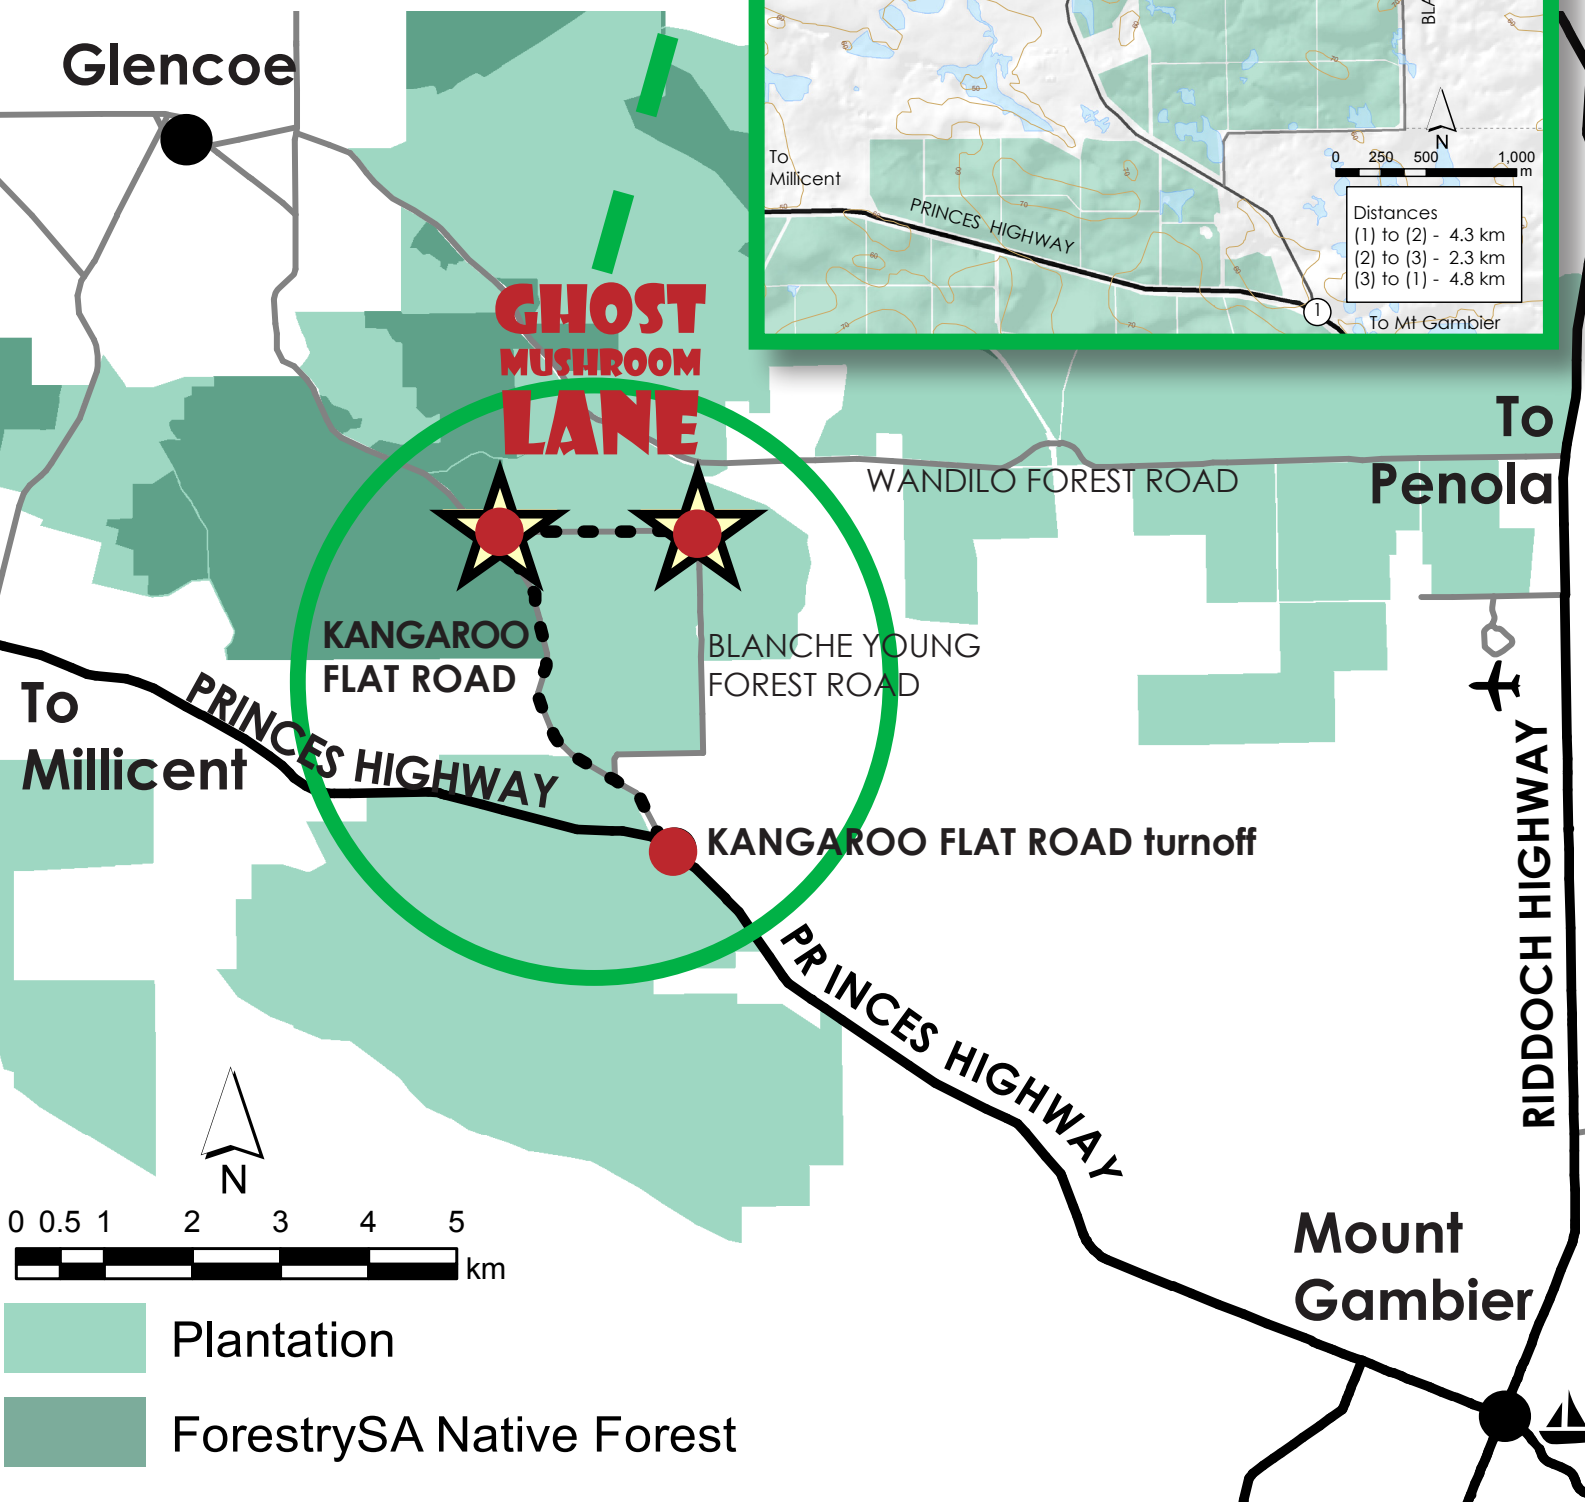 Glencoe
BLA
To
Millicent
PRINCES HIGHWAY
N
0 250 500 1,000
m
Distances
(1) to (2) - 4.3 km
(2) to (3) - 2.3 km
(3) to (1) - 4.8 km
1
To Mt Gambier
GHOST
MUSHROOM
LANE
To
Penola
WANDILO FOREST ROAD
KANGAROO
FLAT ROAD
BLANCHE YOUNG
FOREST ROAD
To
Millicent
PRINCES HIGHWAY
KANGAROO FLAT ROAD turnoff
RIDDOCH HIGHWAY
PRINCES HIGHWAY
N
0 0.5 1 2 3 4 5
km
Mount
Gambier
Plantation
ForestrySA Native Forest